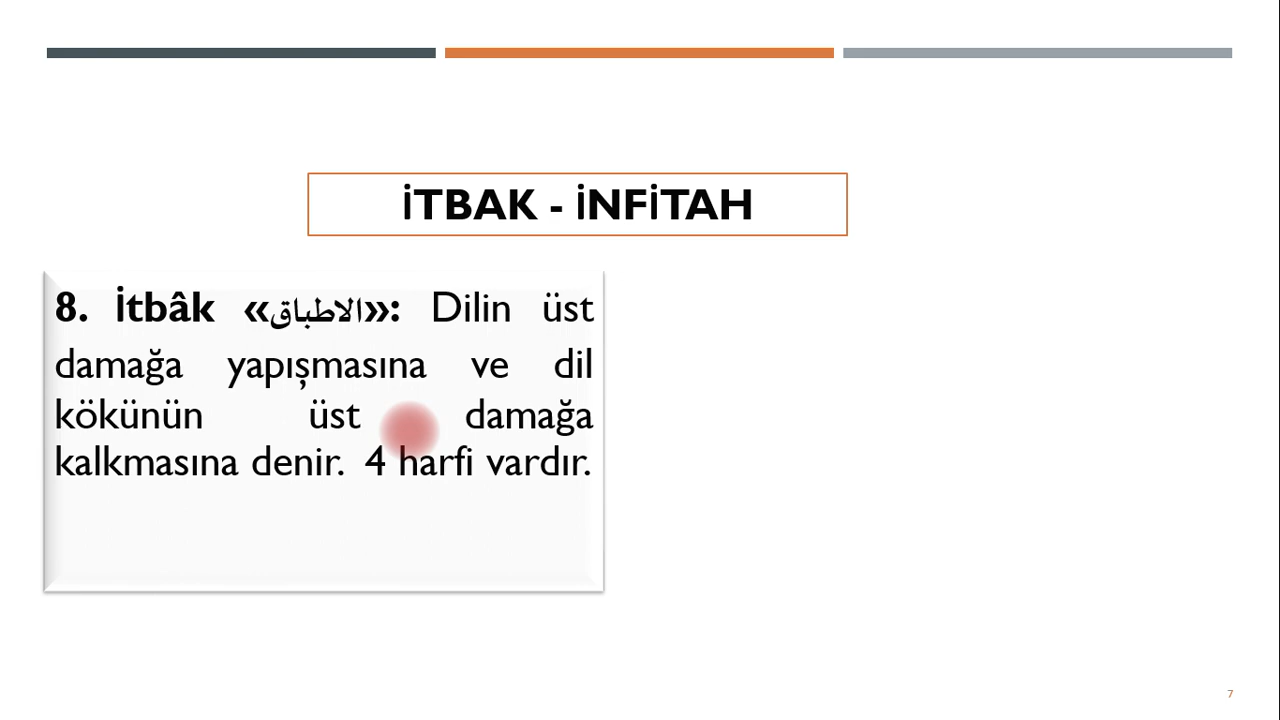 İTBAK - İNFİTAH
8. İtbâk «الاطباق»: Dilin üst
damağa yapışmasına ve dil
kökünün üst damağa
kalkmasına denir. 4 harfi vardır.
7